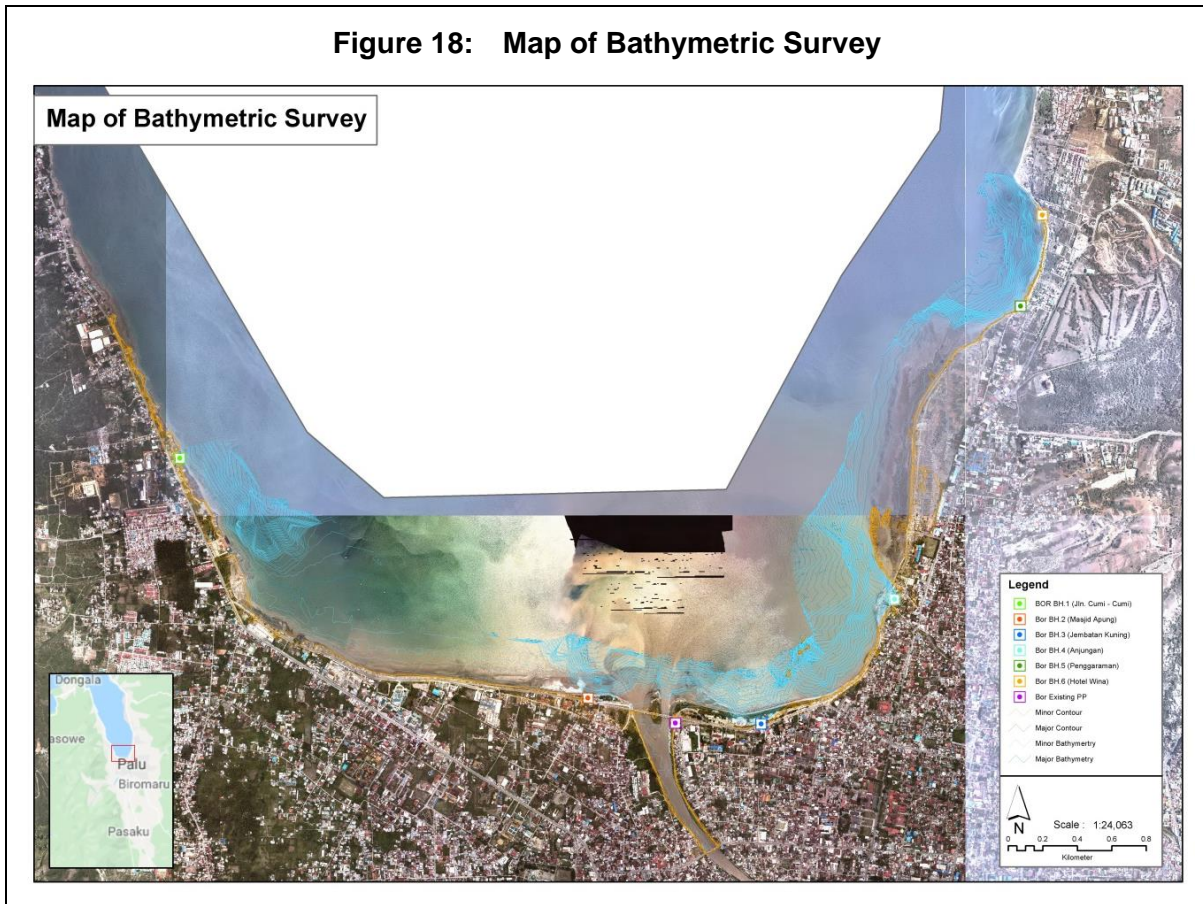 Figure 18: Map of Bathymetric Survey
Map of Bathymetric Survey
Legend
BOR BH.1 (Jln. Cumi - Cumi)
Bor BH.2 (Masjid Apung)
Bor BH.3 (Jembatan Kuning)
Bor BH.4 (Anjungan)
Bor BH.5 (Penggaraman)
Bor BH.6 (Hotel Wina)
Bor Existing PP
Minor Contour
Major Contour
Minor Bathymertry
Major Bathymetry
N
Scale : 1:24,063
0 0.2 0.4 0.6 0.8
Kilometer
Dongala
asowe
Palu
Biromaru
Pasaku